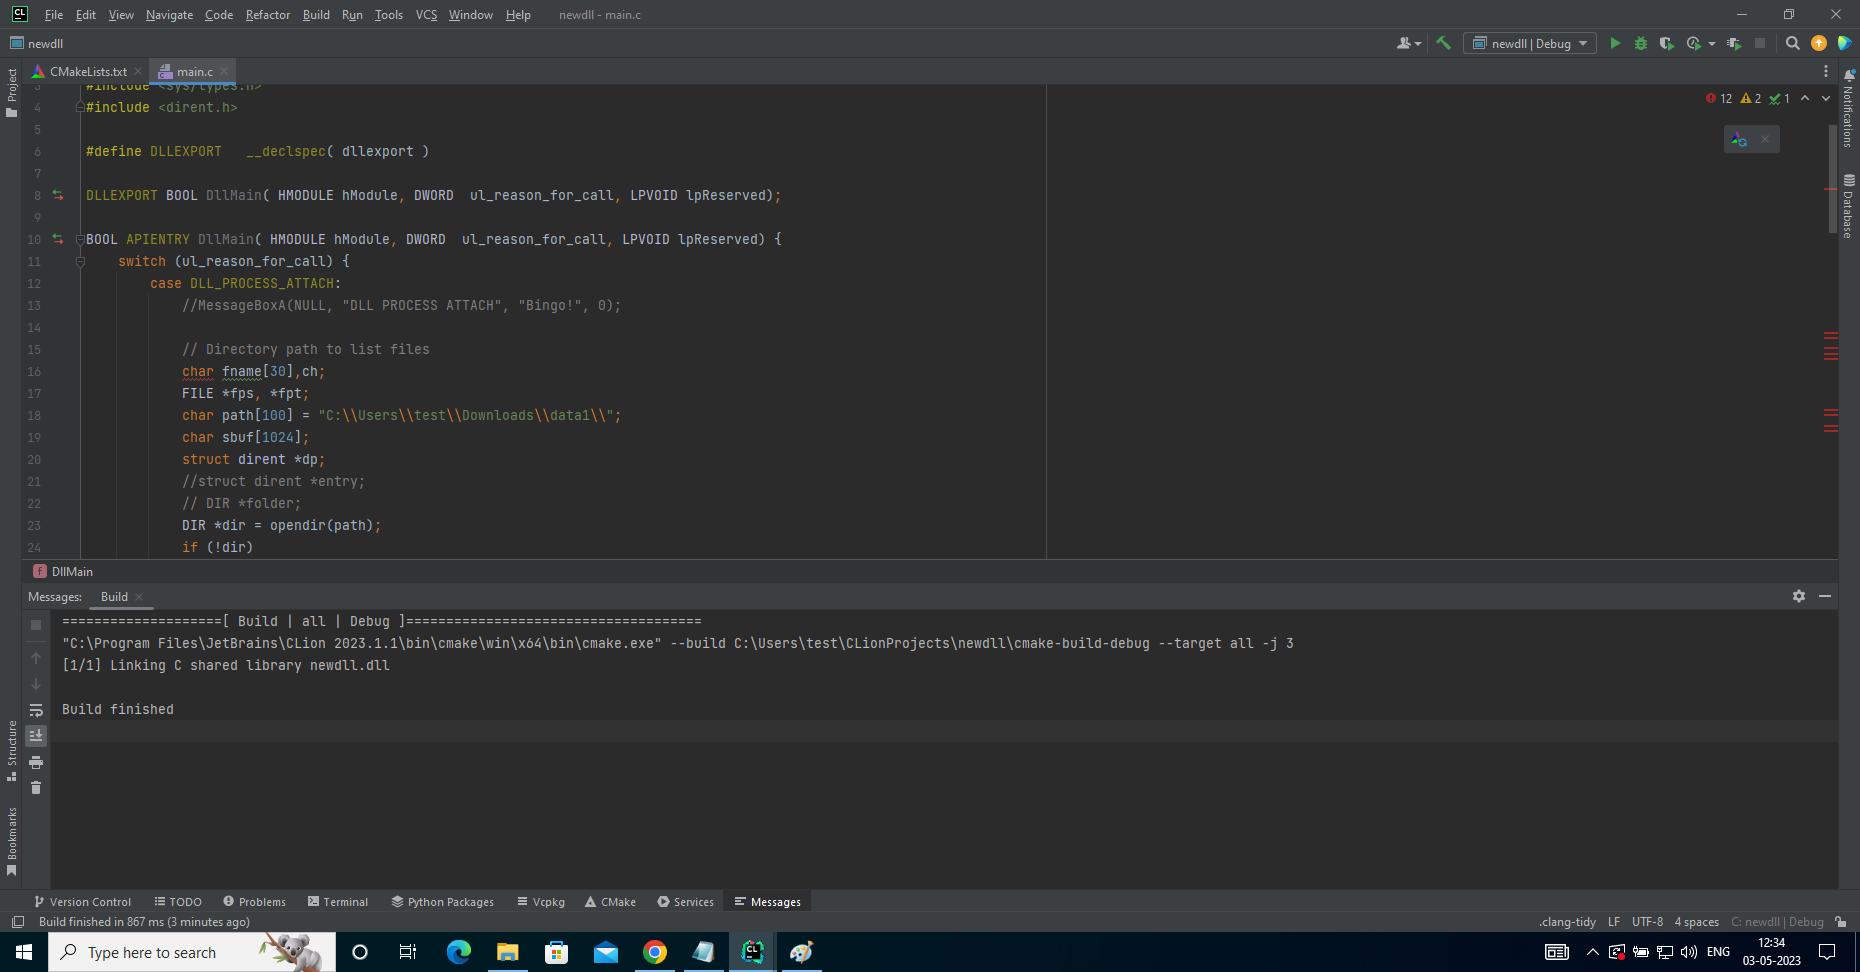 CL File Edit View Navigate Code Refactor Build Run Tools VCS Window Help newdll - main.c
newdll newdll | Debug
Project CMakeLists.txt main.c
3 #include <sys/types.h>
4 #include <dirent.h> 12 2 1
5
6 #define DLLEXPORT   __declspec( dllexport )
7
8 DLLEXPORT BOOL DllMain( HMODULE hModule, DWORD  ul_reason_for_call, LPVOID lpReserved);
9
10 BOOL APIENTRY DllMain( HMODULE hModule, DWORD  ul_reason_for_call, LPVOID lpReserved) {
11 switch (ul_reason_for_call) {
12 case DLL_PROCESS_ATTACH:
13 //MessageBoxA(NULL, "DLL PROCESS ATTACH", "Bingo!", 0);
14
15 // Directory path to list files
16 char fname[30],ch;
17 FILE *fps, *fpt;
18 char path[100] = "C:\\Users\\test\\Downloads\\data1\\";
19 char sbuf[1024];
20 struct dirent *dp;
21 //struct dirent *entry;
22 // DIR *folder;
23 DIR *dir = opendir(path);
24 if (!dir)
Notifications
Database
f DllMain
Messages: Build
====================[ Build | all | Debug ]=====================================
"C:\Program Files\JetBrains\CLion 2023.1.1\bin\cmake\win\x64\bin\cmake.exe" --build C:\Users\test\CLionProjects\newdll\cmake-build-debug --target all -j 3
[1/1] Linking C shared library newdll.dll
Build finished
Structure
Bookmarks
Version Control TODO Problems Terminal Python Packages Vcpkg CMake Services Messages
Build finished in 867 ms (3 minutes ago) .clang-tidy LF UTF-8 4 spaces C: newdll | Debug
Type here to search CL ENG 12:34
03-05-2023